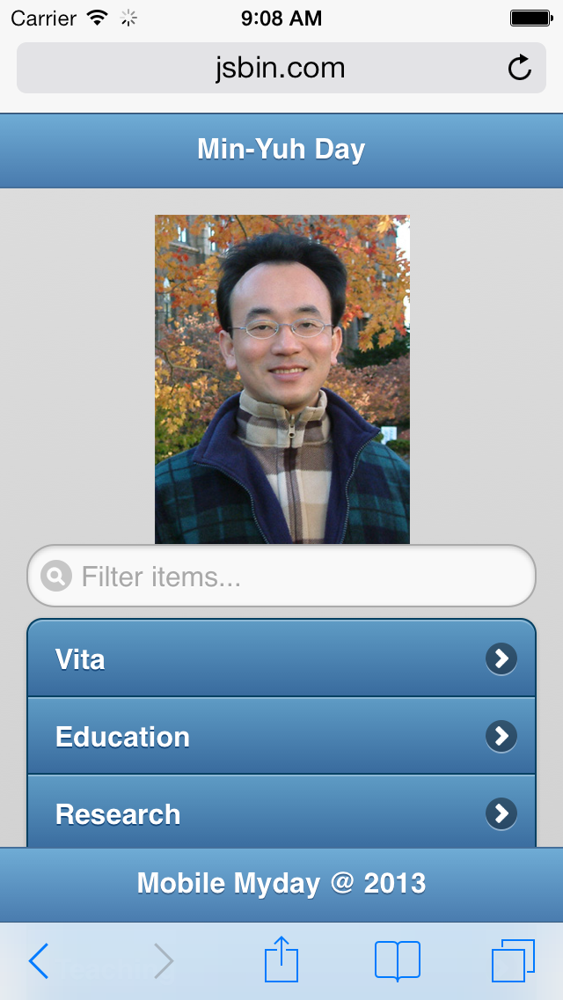 Carrier 9:08 AM
jsbin.com
Min-Yuh Day
Filter items...
Vita
Education
Research
Mobile Myday @ 2013